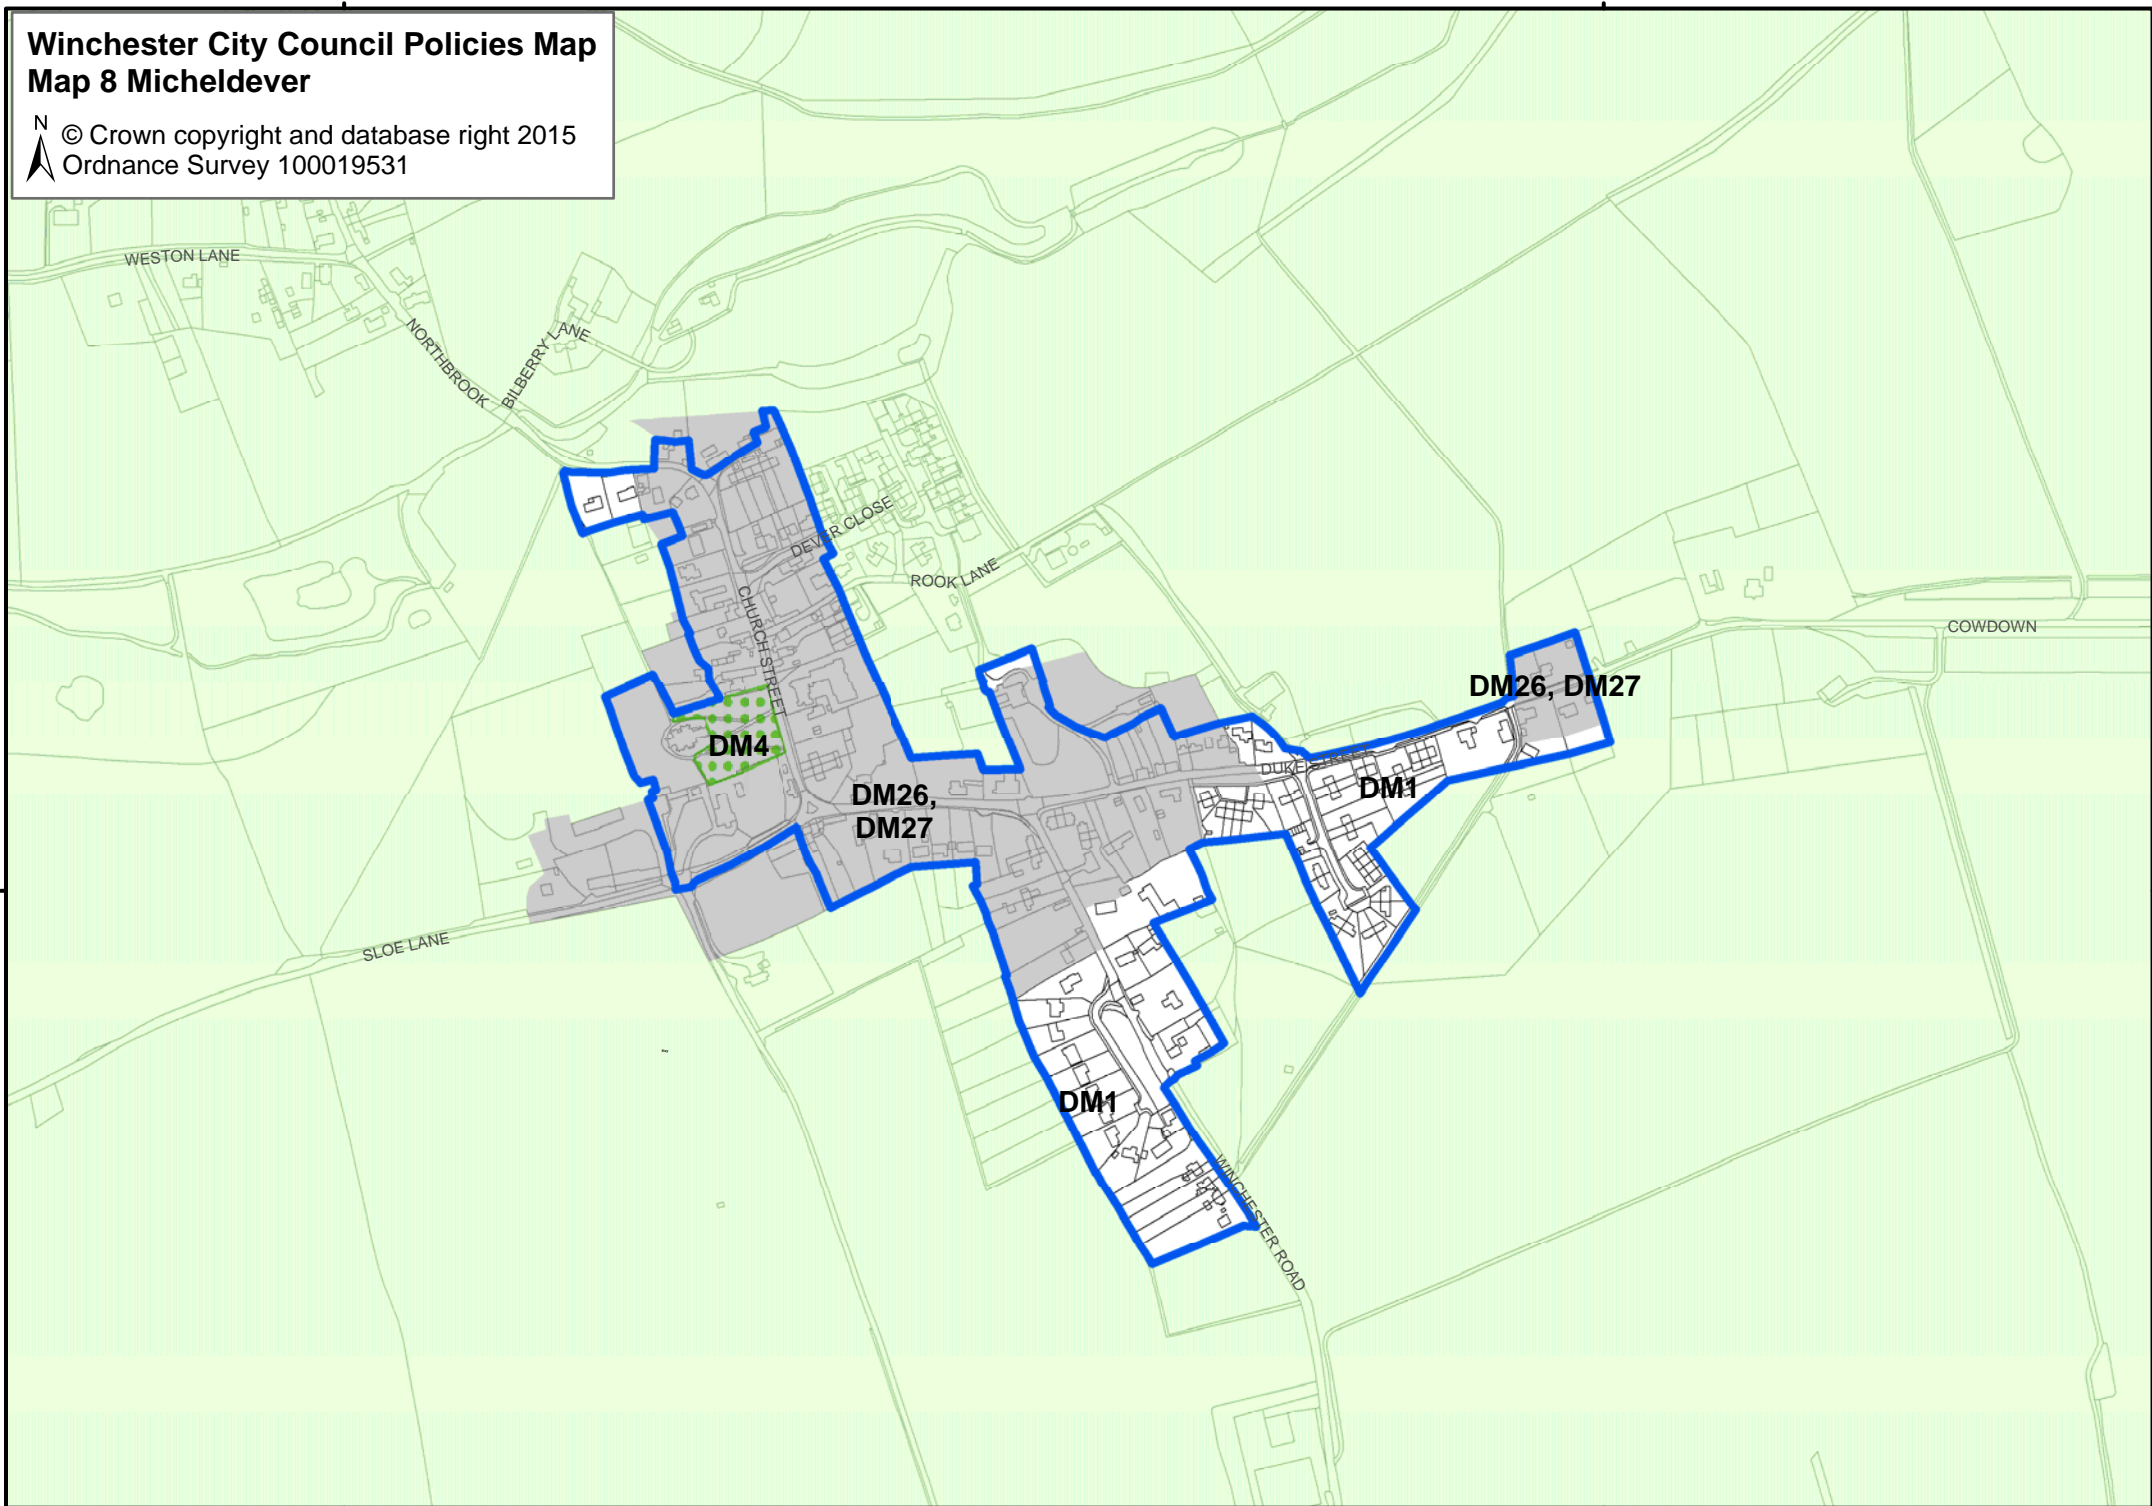 Winchester City Council Policies Map
Map 8 Micheldever
N
© Crown copyright and database right 2015
Ordnance Survey 100019531
WESTON LANE
NORTHBROOK
BILBERRY LANE
DEVER CLOSE
ROOK LANE
CHURCH STREET
COWDOWN
DM26, DM27
DM4
DUKE STREET
DM1
DM26,
DM27
SLOE LANE
DM1
WINCHESTER ROAD